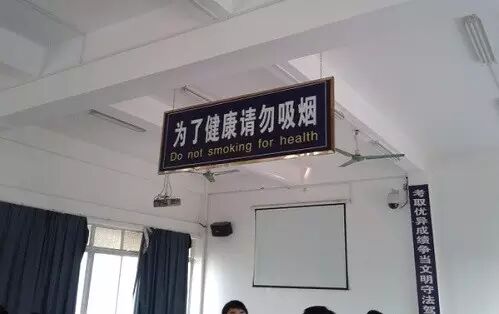 为了健康请勿吸烟
Do not smoking for health
考取优异成绩争当文明守法驾